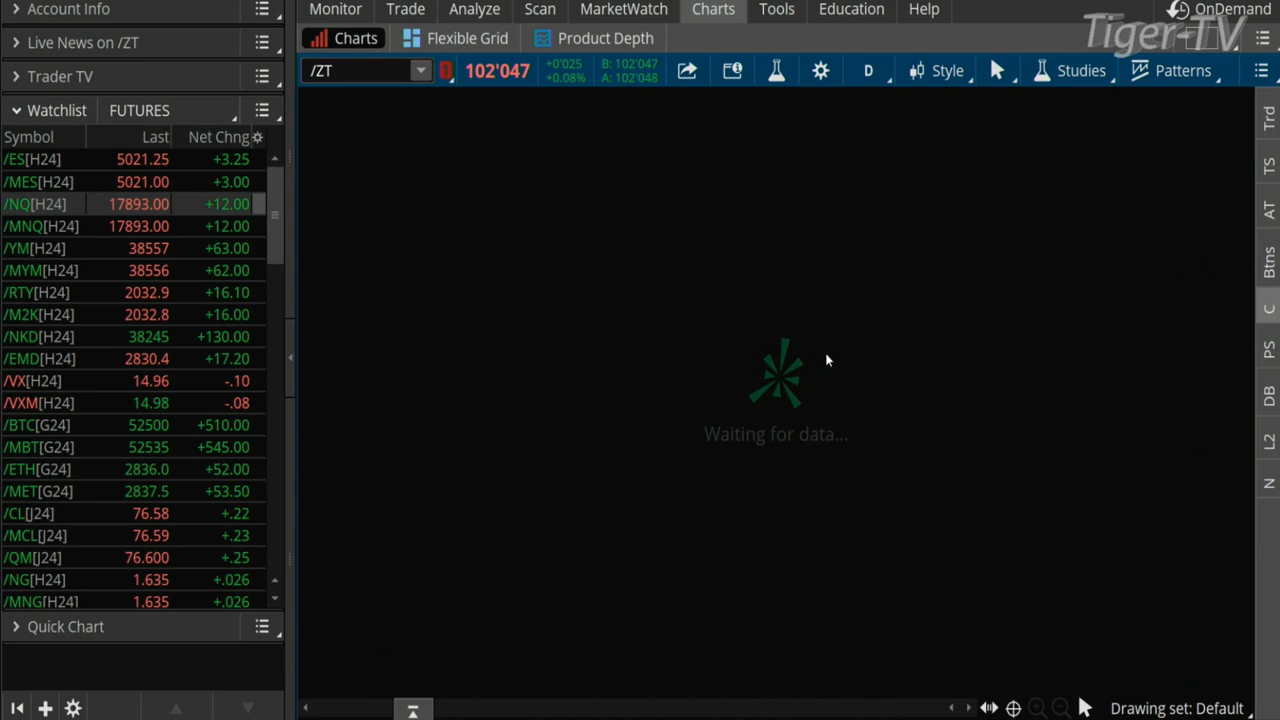 Account Info
Monitor Trade Analyze Scan MarketWatch Charts Tools Education Help
OnDemand
Tiger-TV
Live News on /ZT
Charts Flexible Grid Product Depth
Trader TV
/ZT 102'047 +0'025 B: 102'047 D Style Studies Patterns
+0.08% A: 102'048
Watchlist FUTURES
Symbol Last Net Chng
/ES[H24] 5021.25 +3.25
/MES[H24] 5021.00 +3.00
/NQ[H24] 17893.00 +12.00
/MNQ[H24] 17893.00 +12.00
/YM[H24] 38557 +63.00
/MYM[H24] 38556 +62.00
/RTY[H24] 2032.9 +16.10
/M2K[H24] 2032.8 +16.00
/NKD[H24] 38245 +130.00
/EMD[H24] 2830.4 +17.20
/VX[H24] 14.96 -.10
/VXM[H24] 14.98 -.08
/BTC[G24] 52500 +510.00
/MBT[G24] 52535 +545.00
/ETH[G24] 2836.0 +52.00
/MET[G24] 2837.5 +53.50
/CL[J24] 76.58 +.22
/MCL[J24] 76.59 +.23
/QM[J24] 76.600 +.25
/NG[H24] 1.635 +.026
/MNG[H24] 1.635 +.026
Quick Chart
Waiting for data...
Trd
TS
AT
Btns
C
PS
DB
L2
N
Drawing set: Default